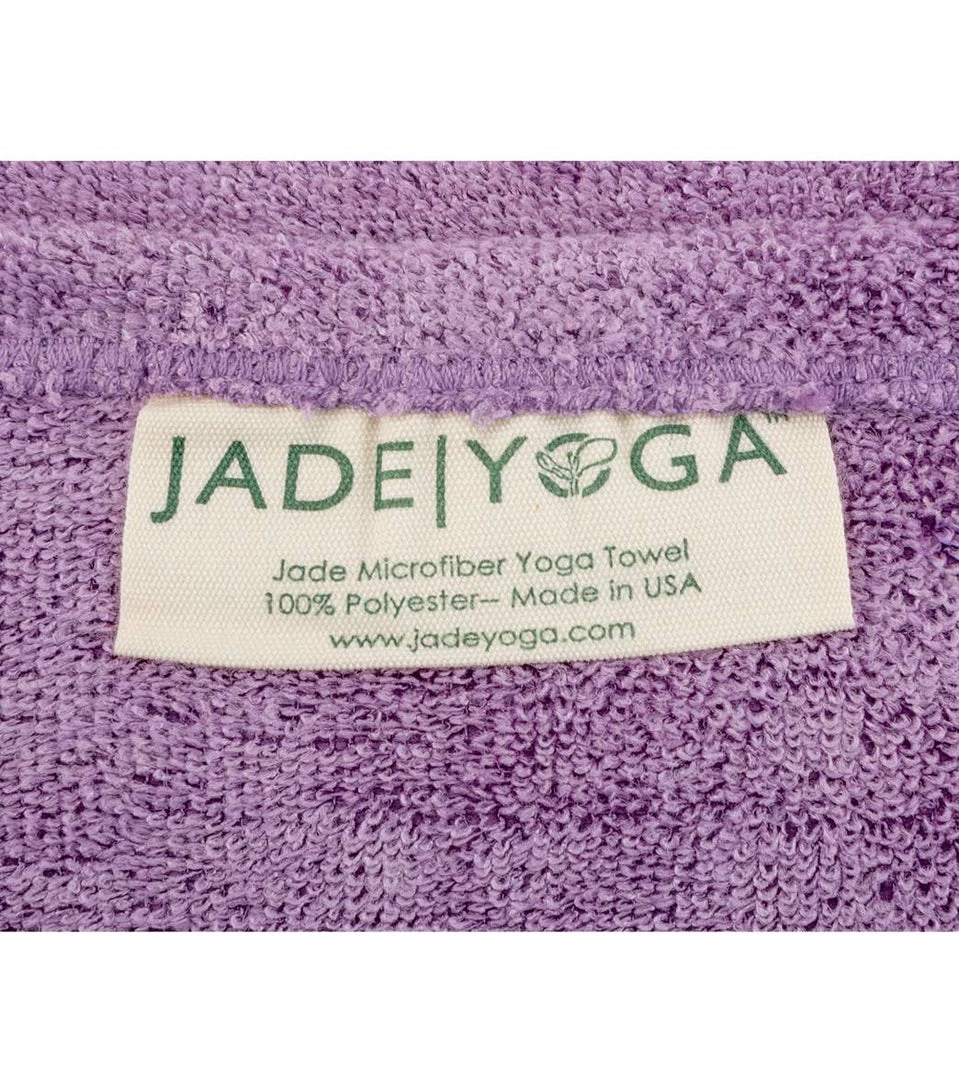 JADE|YOGA™
Jade Microfiber Yoga Towel
100% Polyester-- Made in USA
www.jadeyoga.com